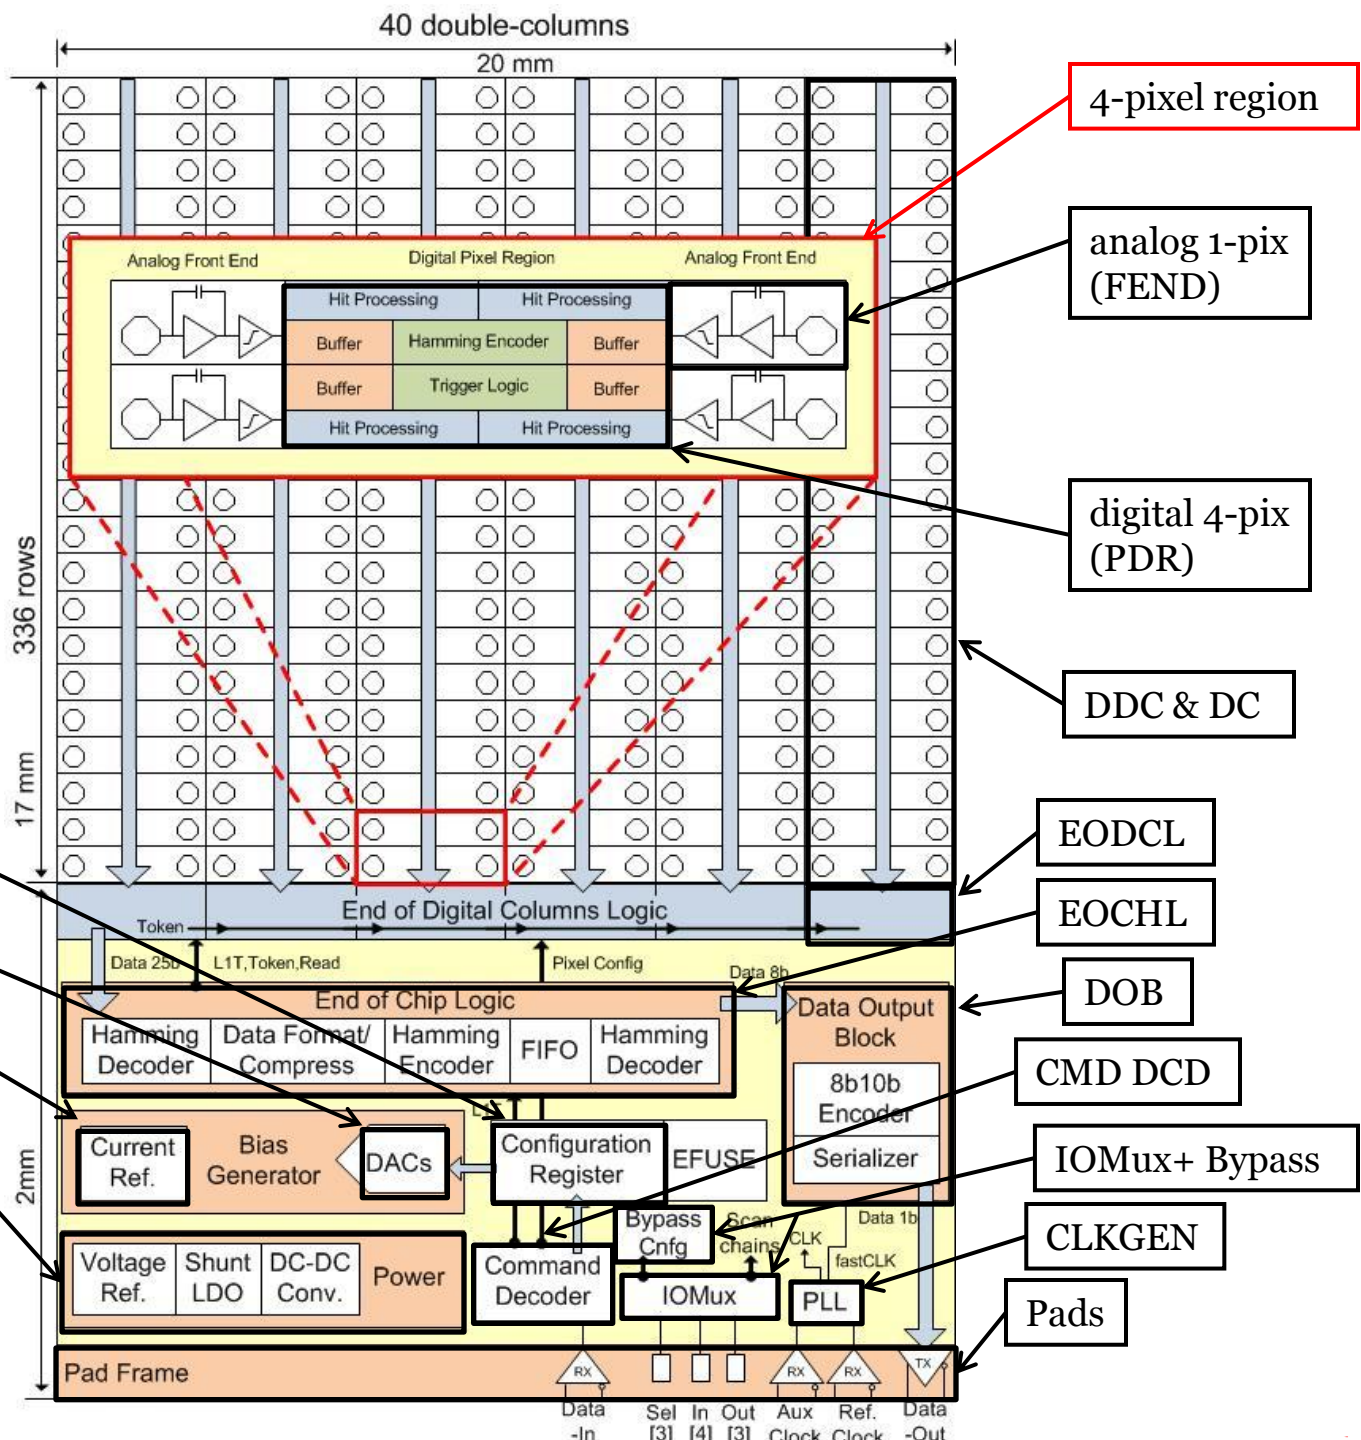 40 double-columns
20 mm
4-pixel region
analog 1-pix
(FEND)
Analog Front End
Digital Pixel Region
Analog Front End
Hit Processing
Hit Processing
Buffer
Hamming Encoder
Buffer
Buffer
Trigger Logic
Buffer
Hit Processing
Hit Processing
digital 4-pix
(PDR)
336 rows
17 mm
DDC & DC
EODCL
End of Digital Columns Logic
Token
EOCHL
Data 25b
L1T,Token,Read
Pixel Config
Data 8b
DOB
End of Chip Logic
Hamming
Decoder
Data Format/
Compress
Hamming
Encoder
FIFO
Hamming
Decoder
Data Output
Block
8b10b
Encoder
Serializer
CMD DCD
L1T
2mm
Current
Ref.
Bias
Generator
DACs
Configuration
Register
EFUSE
IOMux+ Bypass
Bypass
Cnfg
Scan
chains
CLK
fastCLK
Data 1b
CLKGEN
Voltage
Ref.
Shunt
LDO
DC-DC
Conv.
Power
Command
Decoder
IOMux
PLL
Pads
Pad Frame
RX
RX
RX
TX
Data
-In
Sel
[3]
In
[4]
Out
[3]
Aux
Clock
Ref.
Clock
Data
-Out